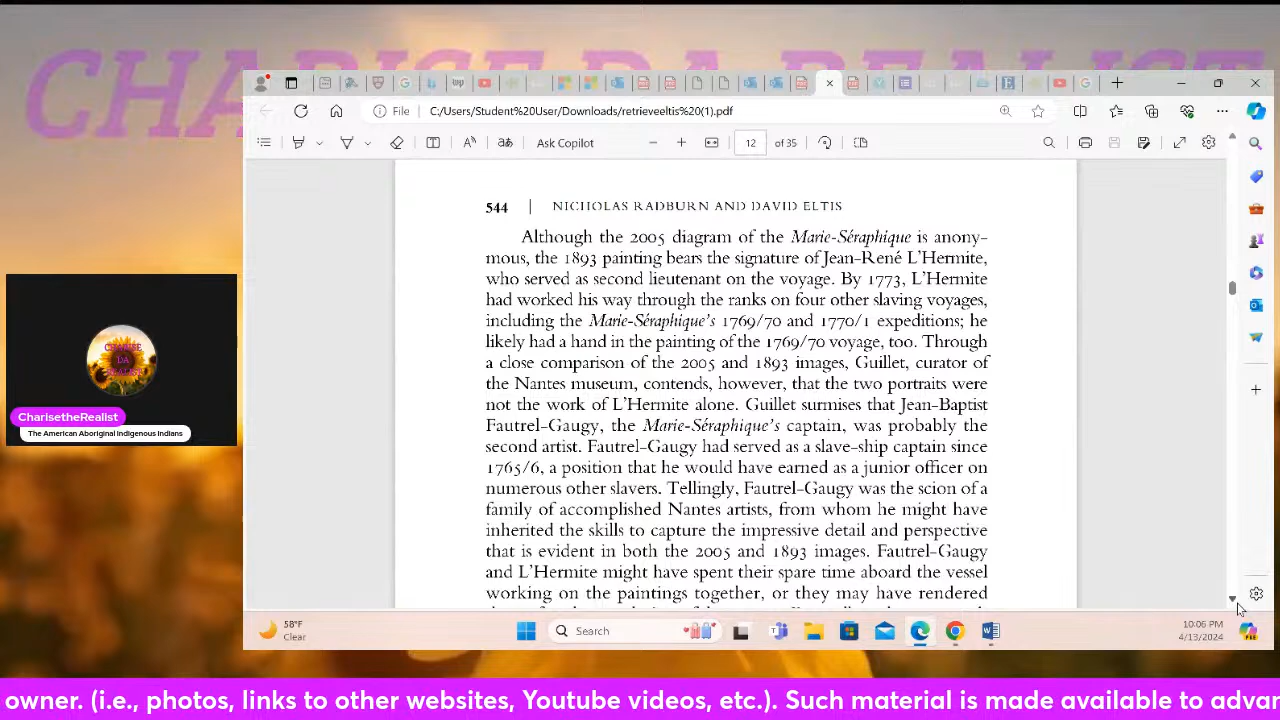 CHARISE DA REALIST
File
C:/Users/Student%20User/Downloads/retrieveeltis%20(1).pdf
Ask Copilot
12
of 35
544 | NICHOLAS RADBURN AND DAVID ELTIS
Although the 2005 diagram of the Marie-Séraphique is anony-
mous, the 1893 painting bears the signature of Jean-René L'Hermite,
who served as second lieutenant on the voyage. By 1773, L'Hermite
had worked his way through the ranks on four other slaving voyages,
including the Marie-Séraphique's 1769/70 and 1770/1 expeditions; he
likely had a hand in the painting of the 1769/70 voyage, too. Through
a close comparison of the 2005 and 1893 images, Guillet, curator of
the Nantes museum, contends, however, that the two portraits were
not the work of L'Hermite alone. Guillet surmises that Jean-Baptist
Fautrel-Gaugy, the Marie-Séraphique's captain, was probably the
second artist. Fautrel-Gaugy had served as a slave-ship captain since
1765/6, a position that he would have earned as a junior officer on
numerous other slavers. Tellingly, Fautrel-Gaugy was the scion of a
family of accomplished Nantes artists, from whom he might have
inherited the skills to capture the impressive detail and perspective
that is evident in both the 2005 and 1893 images. Fautrel-Gaugy
and L'Hermite might have spent their spare time aboard the vessel
working on the paintings together, or they may have rendered
CHARISE
DA
REALIST
CharisetheRealist
The American Aboriginal Indigenous Indians
58°F
Clear
Search
10:06 PM
4/13/2024
owner. (i.e., photos, links to other websites, Youtube videos, etc.). Such material is made available to advan